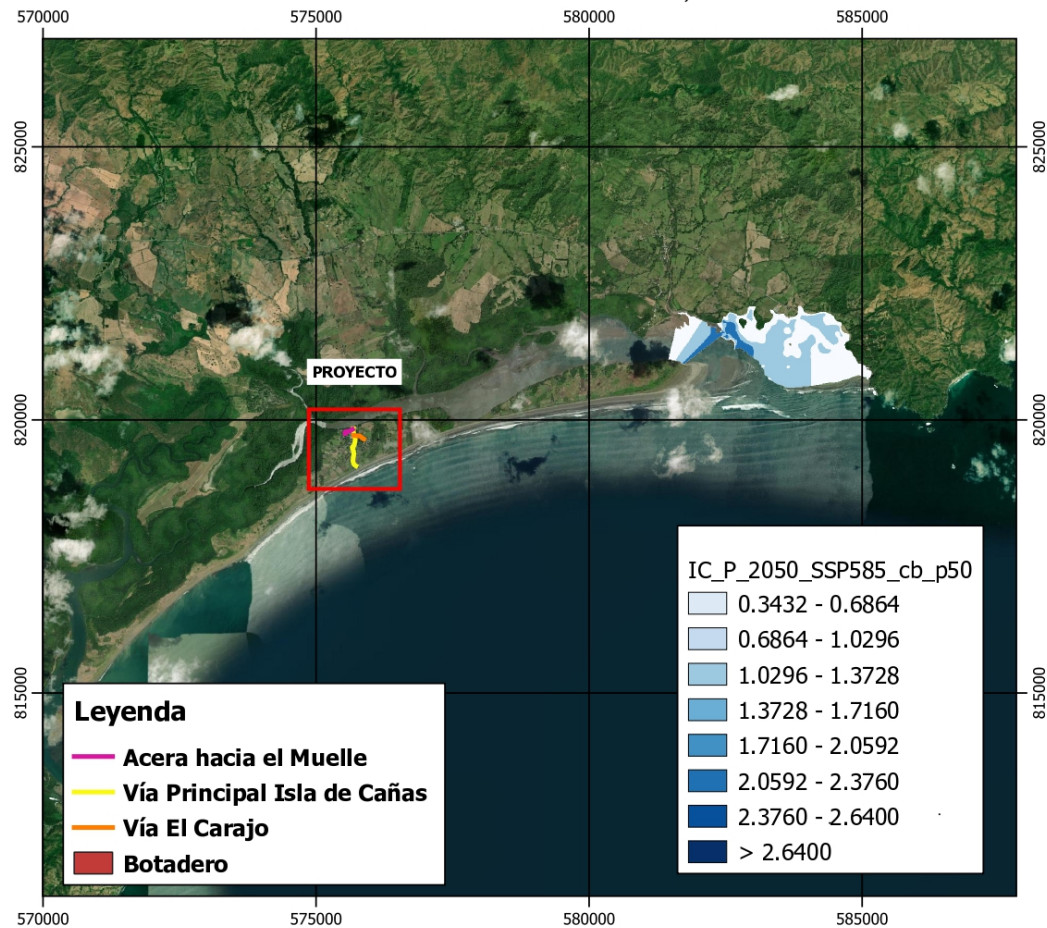 570000
575000
580000
585000
825000
825000
PROYECTO
820000
820000
815000
815000
IC_P_2050_SSP585_cb_p50
0.3432 - 0.6864
0.6864 - 1.0296
1.0296 - 1.3728
1.3728 - 1.7160
1.7160 - 2.0592
2.0592 - 2.3760
2.3760 - 2.6400
> 2.6400
Leyenda
Acera hacia el Muelle
Vía Principal Isla de Cañas
Vía El Carajo
Botadero
570000
575000
580000
585000